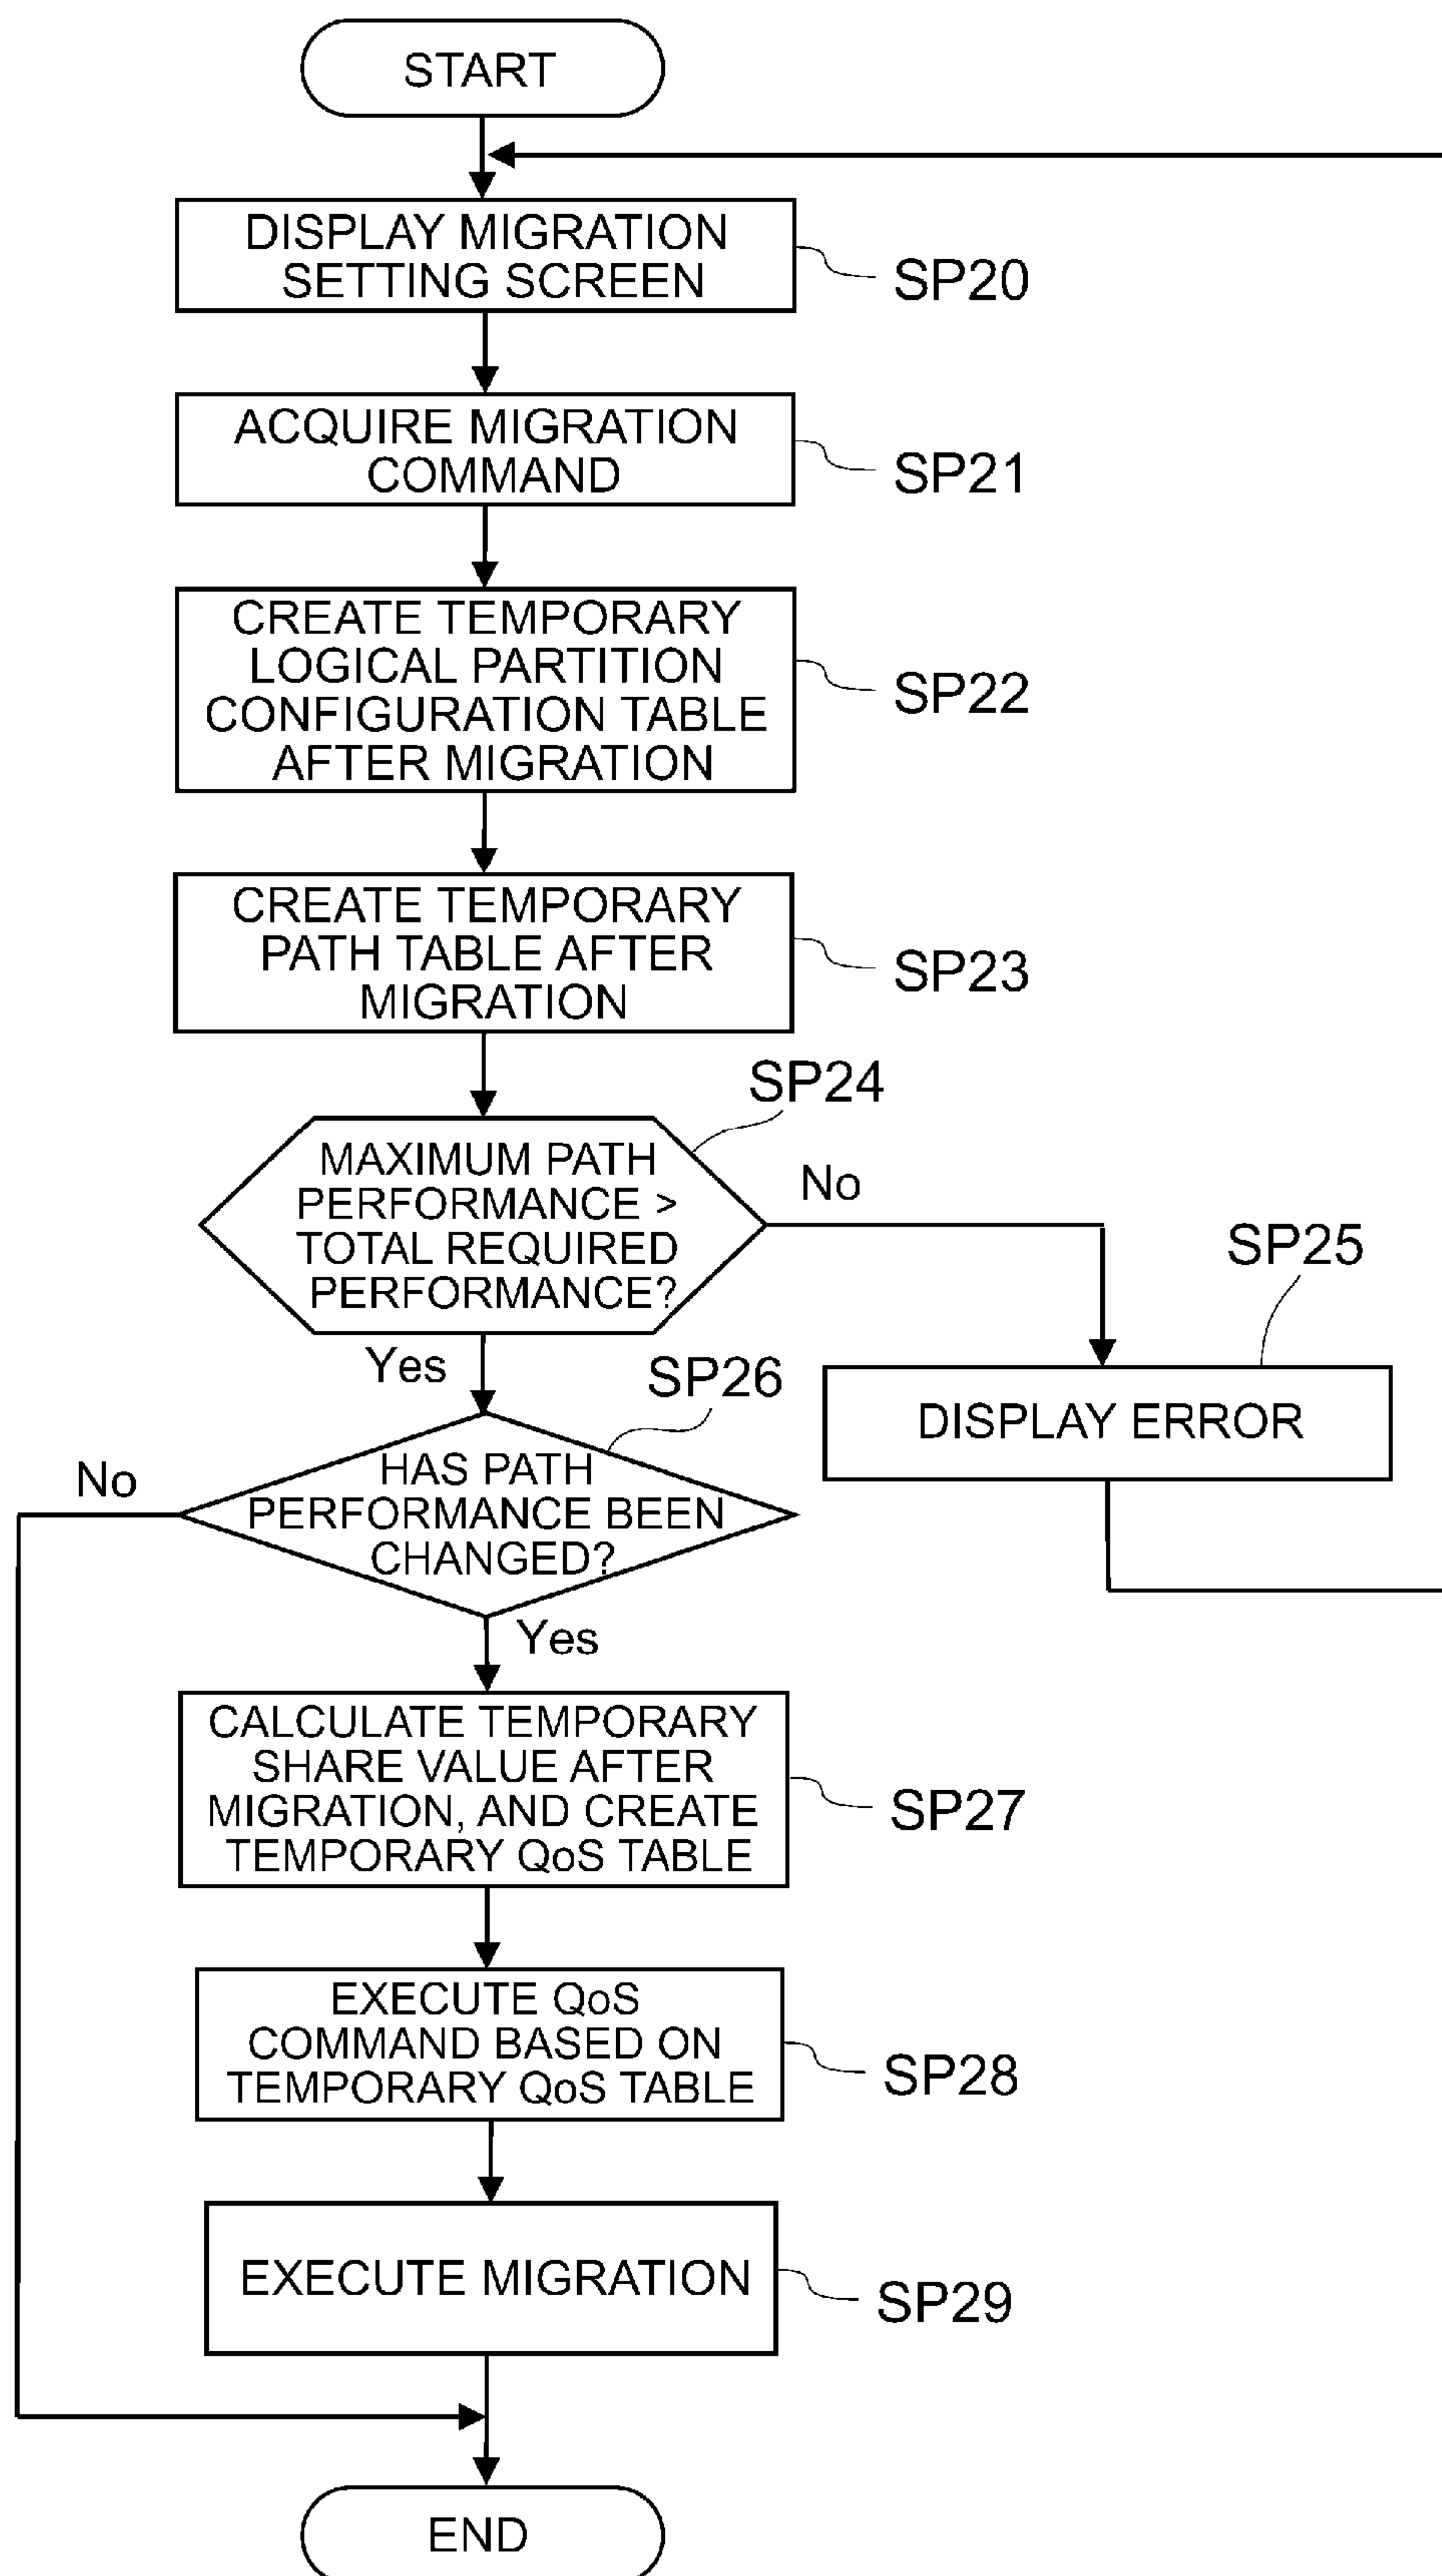 START
DISPLAY MIGRATION
SETTING SCREEN
SP20
ACQUIRE MIGRATION
COMMAND
SP21
CREATE TEMPORARY
LOGICAL PARTITION
CONFIGURATION TABLE
AFTER MIGRATION
SP22
CREATE TEMPORARY
PATH TABLE AFTER
MIGRATION
SP23
SP24
MAXIMUM PATH
PERFORMANCE >
TOTAL REQUIRED
PERFORMANCE?
No
Yes
SP25
DISPLAY ERROR
SP26
HAS PATH
PERFORMANCE BEEN
CHANGED?
No
Yes
CALCULATE TEMPORARY
SHARE VALUE AFTER
MIGRATION, AND CREATE
TEMPORARY QoS TABLE
SP27
EXECUTE QoS
COMMAND BASED ON
TEMPORARY QoS TABLE
SP28
EXECUTE MIGRATION
SP29
END